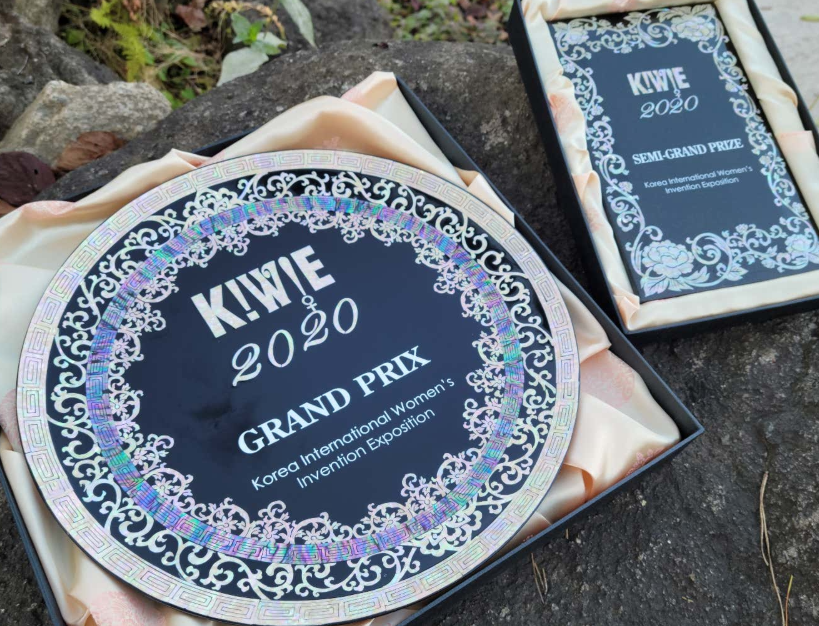 K!W!E
2020
GRAND PRIX
Korea International Women's
Invention Exposition
K!W!E
2020
SEMI-GRAND PRIZE
Korea International Women's
Invention Exposition